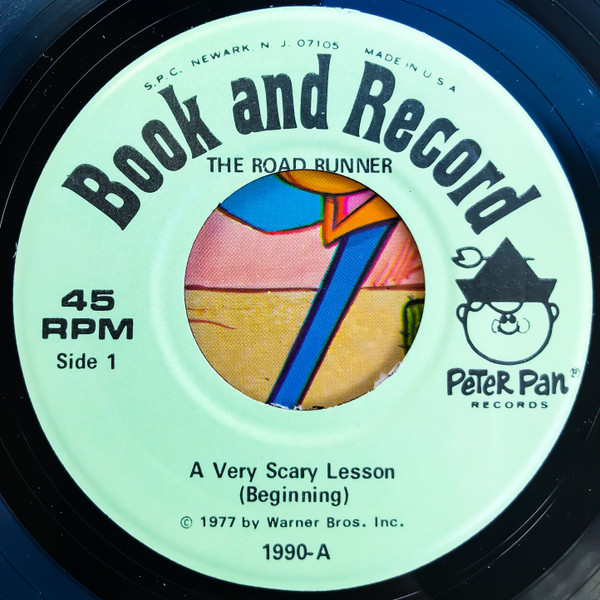 S.P.C. NEWARK. N. J. 07105 MADE IN U S A
Book and Record
THE ROAD RUNNER
45
RPM
Side 1
PETER Pan®
RECORDS
A Very Scary Lesson
(Beginning)
© 1977 by Warner Bros. Inc.
1990-A